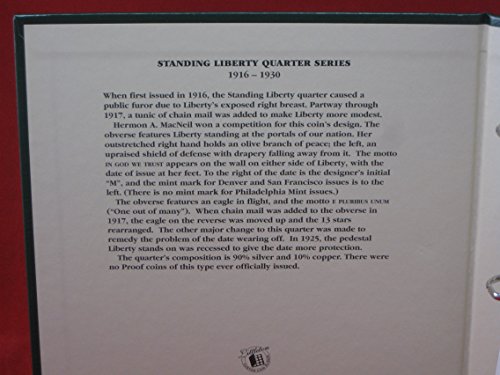 STANDING LIBERTY QUARTER SERIES
1916 – 1930
When first issued in 1916, the Standing Liberty quarter caused a
public furor due to Liberty's exposed right breast. Partway through
1917, a tunic of chain mail was added to make Liberty more modest.
Hermon A. MacNeil won a competition for this coin's design. The
obverse features Liberty standing at the portals of our nation. Her
outstretched right hand holds an olive branch of peace; the left, an
upraised shield of defense with drapery falling away from it. The motto
IN GOD WE TRUST appears on the wall on either side of Liberty, with the
date of issue at her feet. To the right of the date is the designer's initial
"M", and the mint mark for Denver and San Francisco issues is to the
left. (There is no mint mark for Philadelphia Mint issues.)
The obverse features an eagle in flight, and the motto E PLURIBUS UNUM
("One out of many"). When chain mail was added to the obverse in
1917, the eagle on the reverse was moved up and the 13 stars
rearranged. The other major change to this quarter was made to
remedy the problem of the date wearing off. In 1925, the pedestal
Liberty stands on was recessed to give the date more protection.
The quarter's composition is 90% silver and 10% copper. There were
no Proof coins of this type ever officially issued.
Littleton